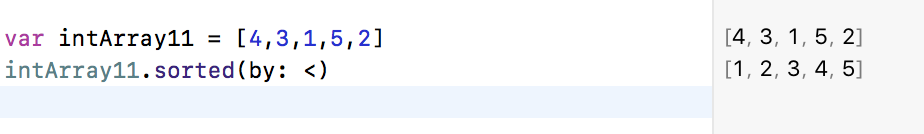 var intArray11 = [4,3,1,5,2]
[4, 3, 1, 5, 2]
intArray11.sorted(by: <)
[1, 2, 3, 4, 5]